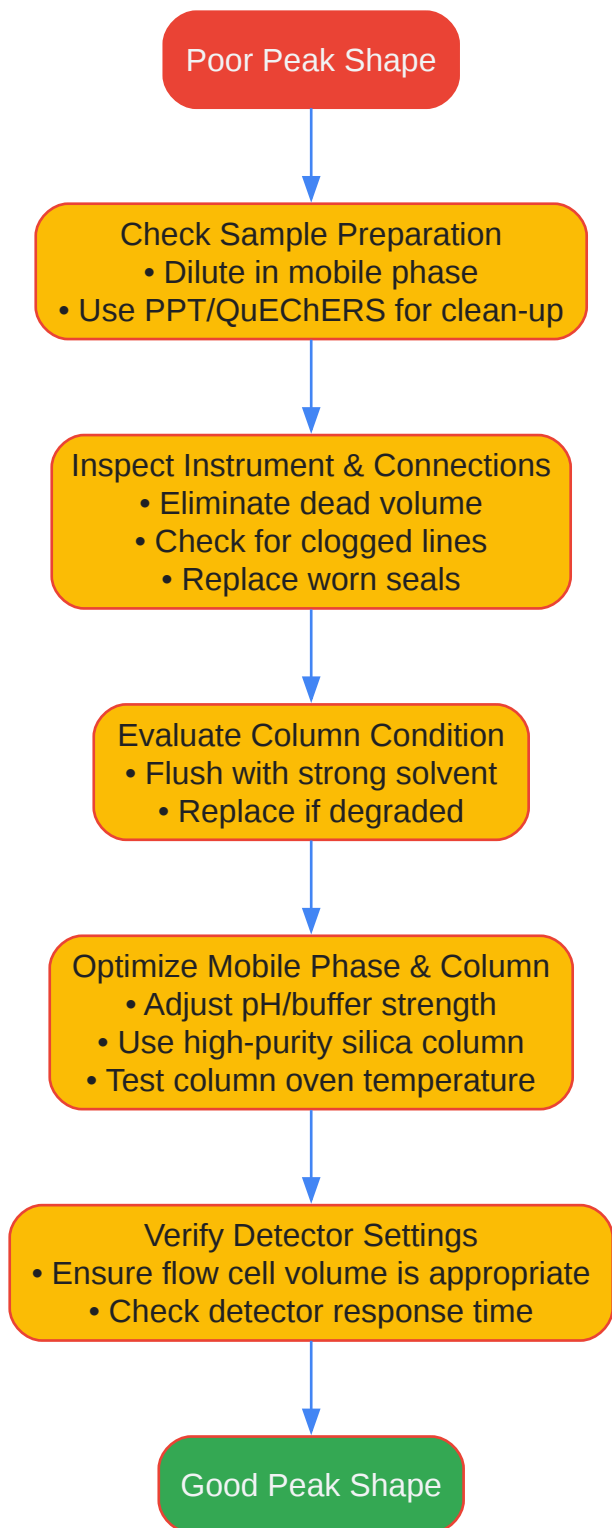 Poor Peak Shape
Check Sample Preparation
• Dilute in mobile phase
• Use PPT/QuEChERS for clean-up
Inspect Instrument & Connections
• Eliminate dead volume
• Check for clogged lines
• Replace worn seals
Evaluate Column Condition
• Flush with strong solvent
• Replace if degraded
Optimize Mobile Phase & Column
• Adjust pH/buffer strength
• Use high-purity silica column
• Test column oven temperature
Verify Detector Settings
• Ensure flow cell volume is appropriate
• Check detector response time
Good Peak Shape